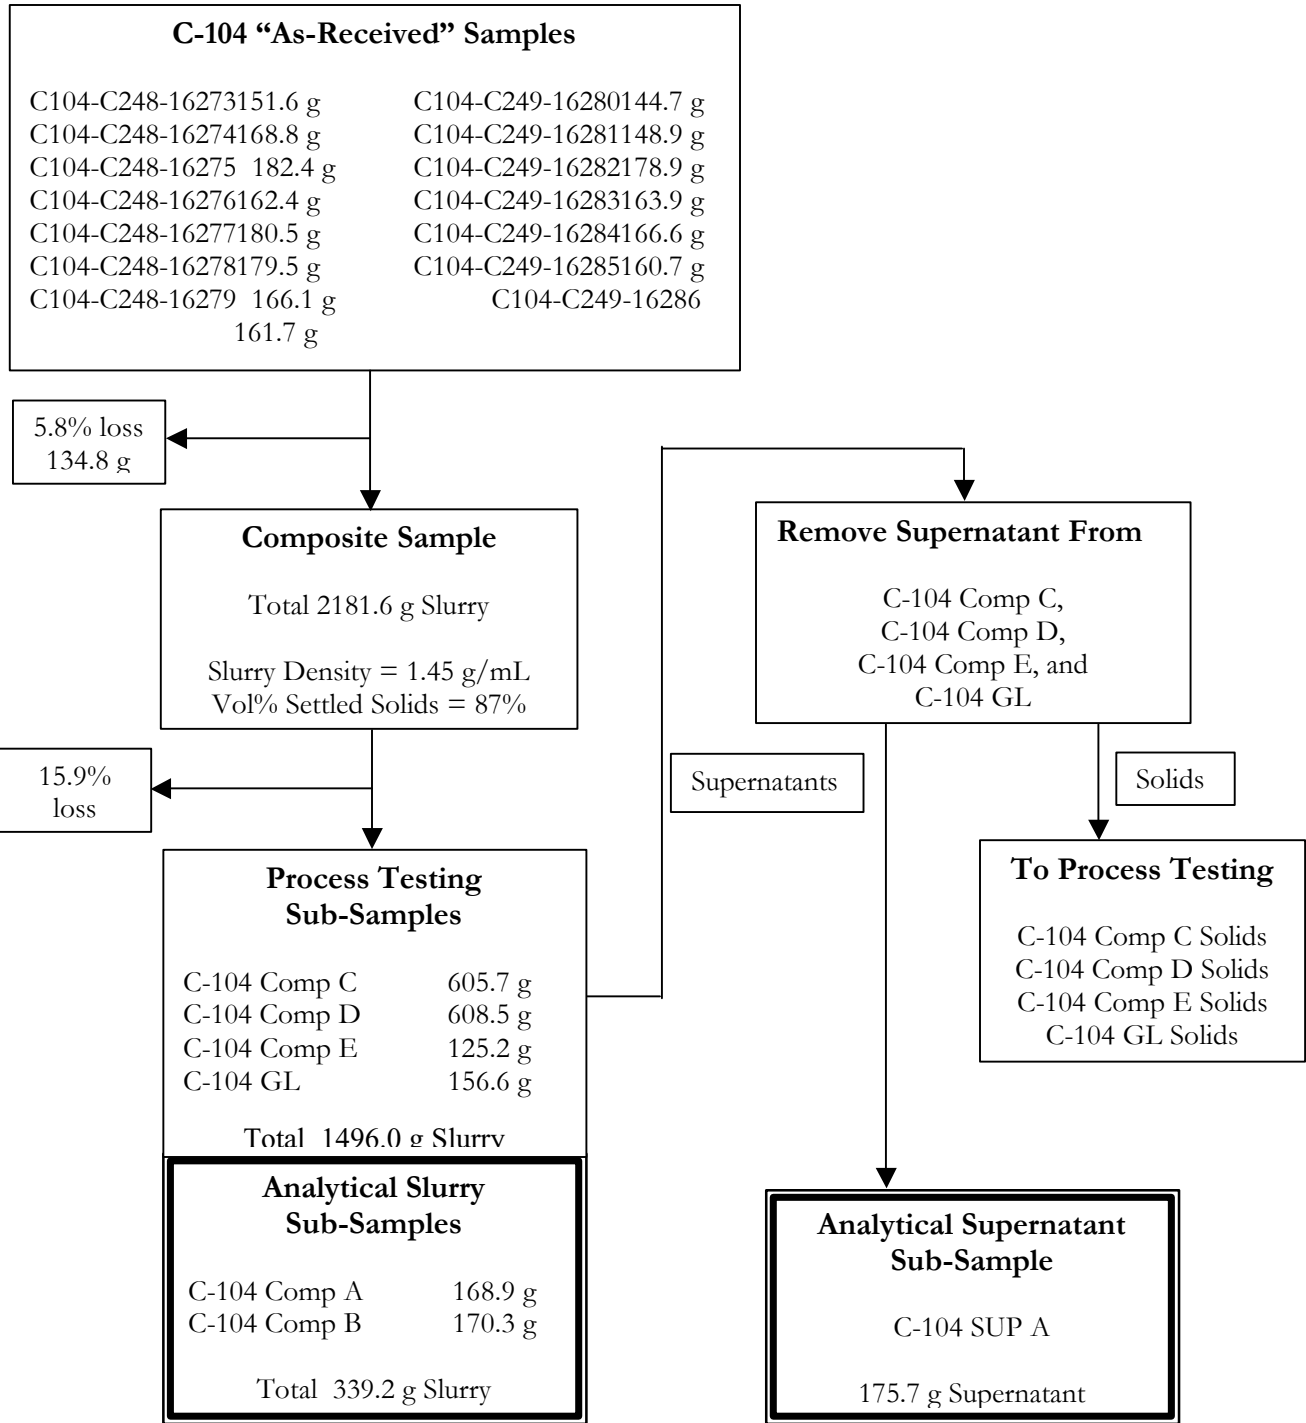 C-104 “As-Received” Samples
C104-C248-16273151.6 g C104-C249-16280144.7 g
C104-C248-16274168.8 g C104-C249-16281148.9 g
C104-C248-16275 182.4 g C104-C249-16282178.9 g
C104-C248-16276162.4 g C104-C249-16283163.9 g
C104-C248-16277180.5 g C104-C249-16284166.6 g
C104-C248-16278179.5 g C104-C249-16285160.7 g
C104-C248-16279 166.1 g C104-C249-16286
161.7 g
5.8% loss
134.8 g
Composite Sample
Total 2181.6 g Slurry
Slurry Density = 1.45 g/mL
Vol% Settled Solids = 87%
15.9%
loss
Process Testing
Sub-Samples
C-104 Comp C 605.7 g
C-104 Comp D 608.5 g
C-104 Comp E 125.2 g
C-104 GL 156.6 g
Total 1496.0 g Slurry
Analytical Slurry
Sub-Samples
C-104 Comp A 168.9 g
C-104 Comp B 170.3 g
Total 339.2 g Slurry
Remove Supernatant From
C-104 Comp C,
C-104 Comp D,
C-104 Comp E, and
C-104 GL
Supernatants
Solids
To Process Testing
C-104 Comp C Solids
C-104 Comp D Solids
C-104 Comp E Solids
C-104 GL Solids
Analytical Supernatant
Sub-Sample
C-104 SUP A
175.7 g Supernatant